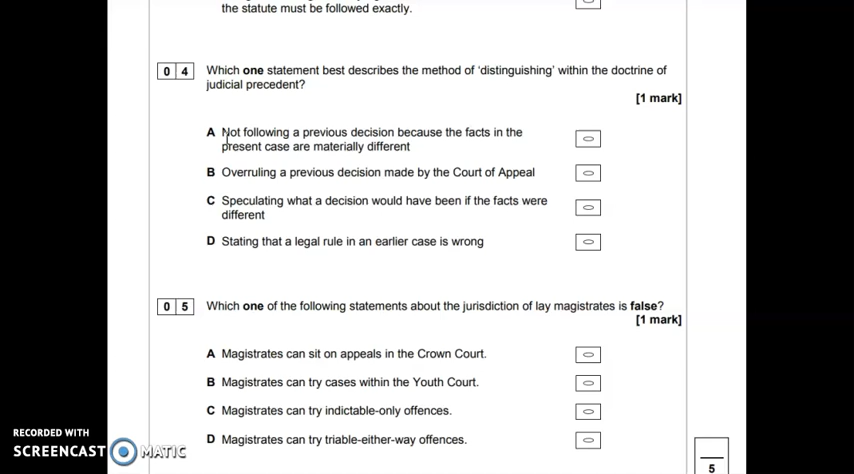 the statute must be followed exactly.
0 4 Which one statement best describes the method of ‘distinguishing’ within the doctrine of
judicial precedent?
[1 mark]
A Not following a previous decision because the facts in the
present case are materially different
B Overruling a previous decision made by the Court of Appeal
C Speculating what a decision would have been if the facts were
different
D Stating that a legal rule in an earlier case is wrong
0 5 Which one of the following statements about the jurisdiction of lay magistrates is false?
[1 mark]
A Magistrates can sit on appeals in the Crown Court.
B Magistrates can try cases within the Youth Court.
C Magistrates can try indictable-only offences.
D Magistrates can try triable-either-way offences.
5
RECORDED WITH
SCREENCAST MATIC